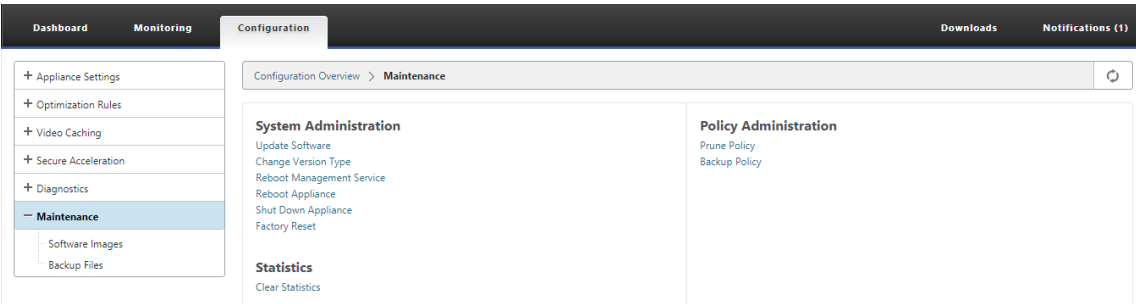 Dashboard Monitoring Configuration Downloads Notifications (1)
+ Appliance Settings
+ Optimization Rules
+ Video Caching
+ Secure Acceleration
+ Diagnostics
− Maintenance
Software Images
Backup Files
Configuration Overview > Maintenance
System Administration
Update Software
Change Version Type
Reboot Management Service
Reboot Appliance
Shut Down Appliance
Factory Reset
Statistics
Clear Statistics
Policy Administration
Prune Policy
Backup Policy